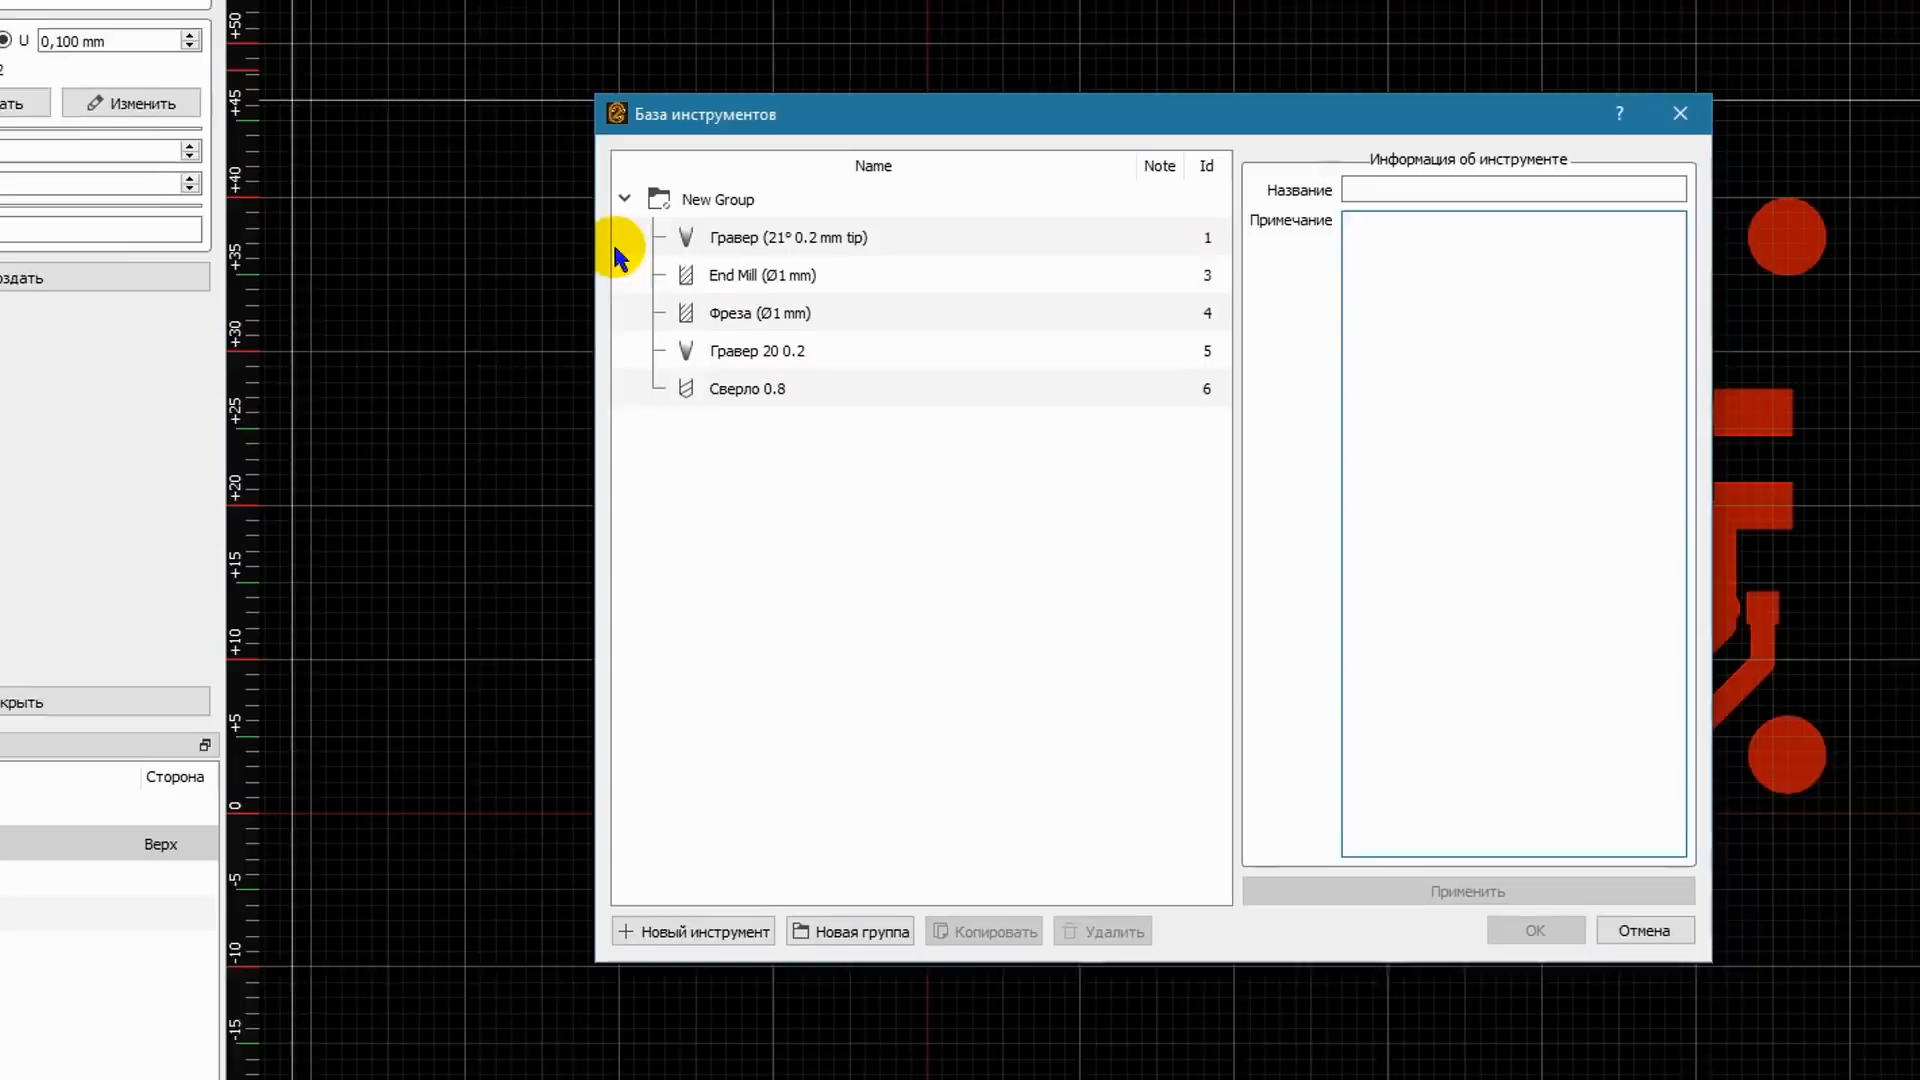 U 0,100 mm
2
ать
Изменить
оздать
крыть
Сторона
Верх
+50
+45
+40
+35
+30
+25
+20
+15
+10
+5
0
-5
-10
-15
База инструментов
?
Name Note Id
New Group
Гравер (21° 0.2 mm tip) 1
End Mill (Ø1 mm) 3
Фреза (Ø1 mm) 4
Гравер 20 0.2 5
Сверло 0.8 6
Информация об инструменте
Название
Примечание
Применить
Новый инструмент Новая группа Копировать Удалить
OK Отмена